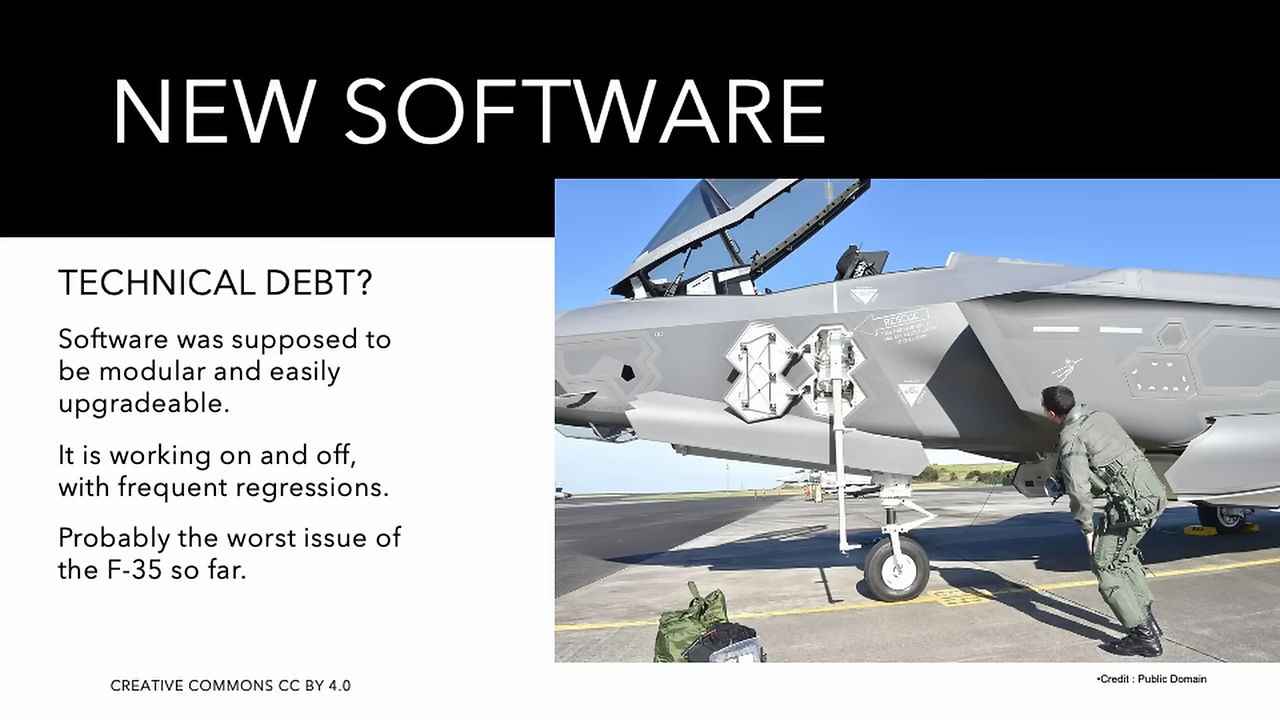 NEW SOFTWARE
TECHNICAL DEBT?
Software was supposed to
be modular and easily
upgradeable.
It is working on and off,
with frequent regressions.
Probably the worst issue of
the F-35 so far.
RESCUE
CREATIVE COMMONS CC BY 4.0
•Credit : Public Domain